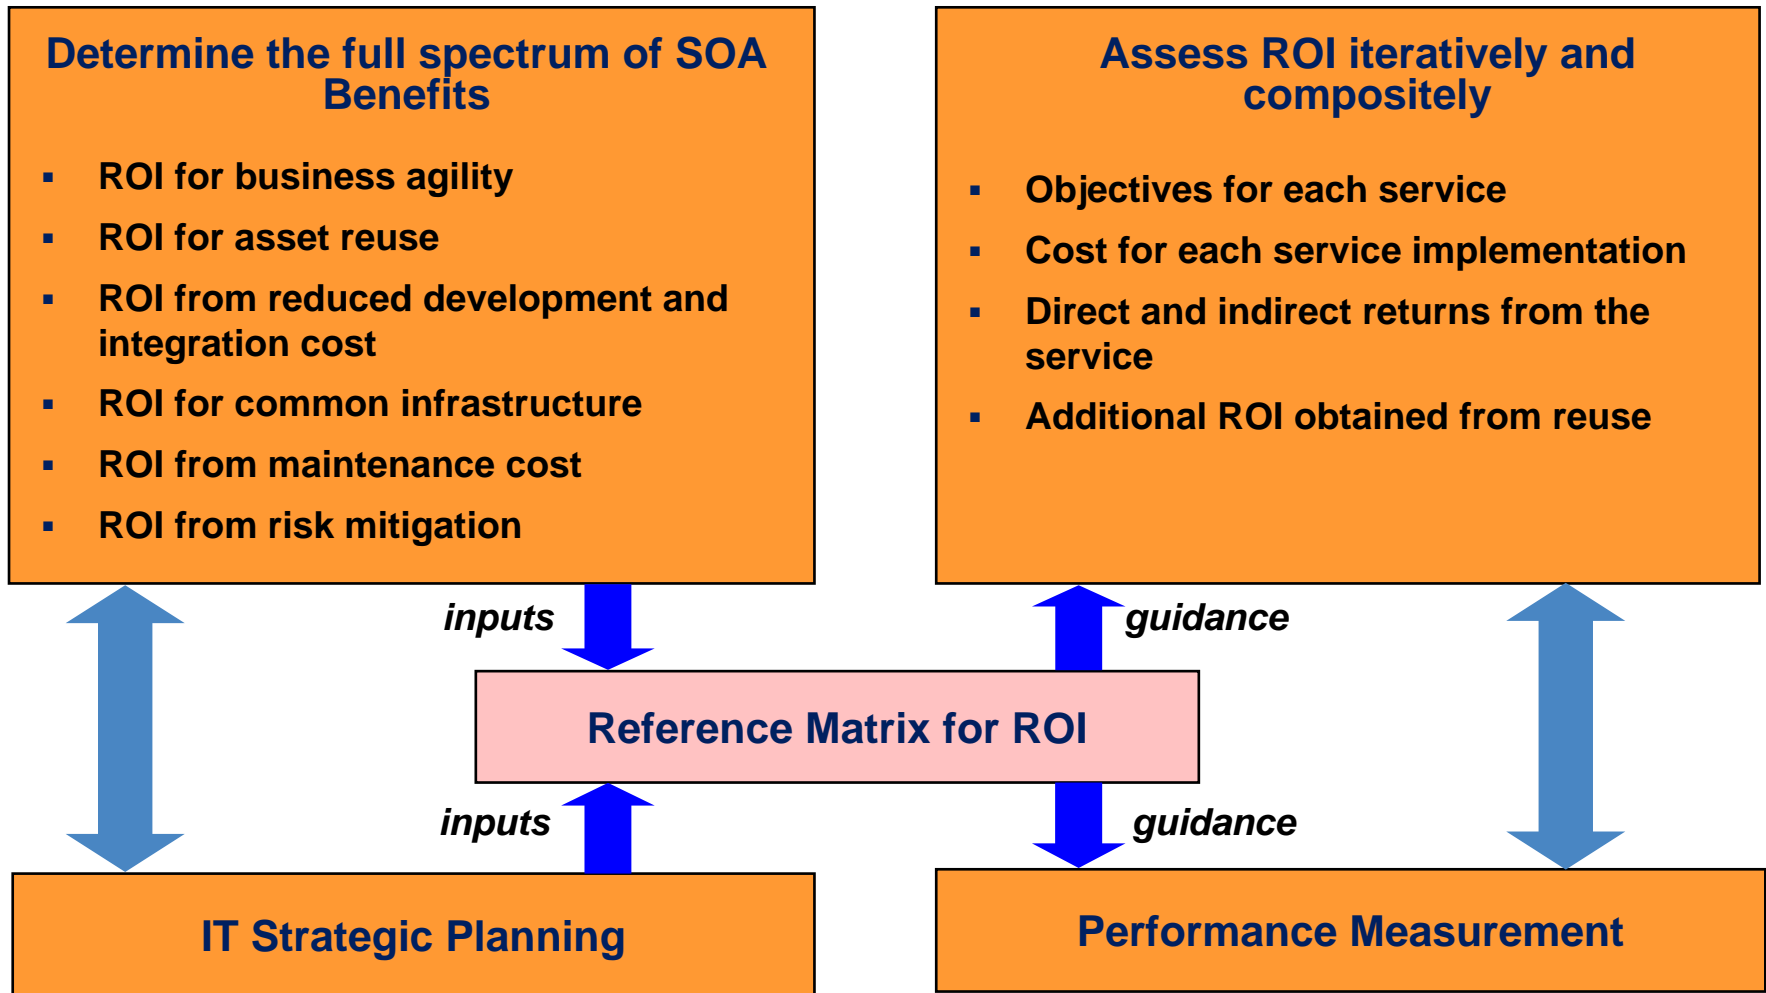 Determine the full spectrum of SOA
Benefits
▪ ROI for business agility
▪ ROI for asset reuse
▪ ROI from reduced development and
integration cost
▪ ROI for common infrastructure
▪ ROI from maintenance cost
▪ ROI from risk mitigation
Assess ROI iteratively and
compositely
▪ Objectives for each service
▪ Cost for each service implementation
▪ Direct and indirect returns from the
service
▪ Additional ROI obtained from reuse
inputs
guidance
Reference Matrix for ROI
inputs
guidance
IT Strategic Planning
Performance Measurement